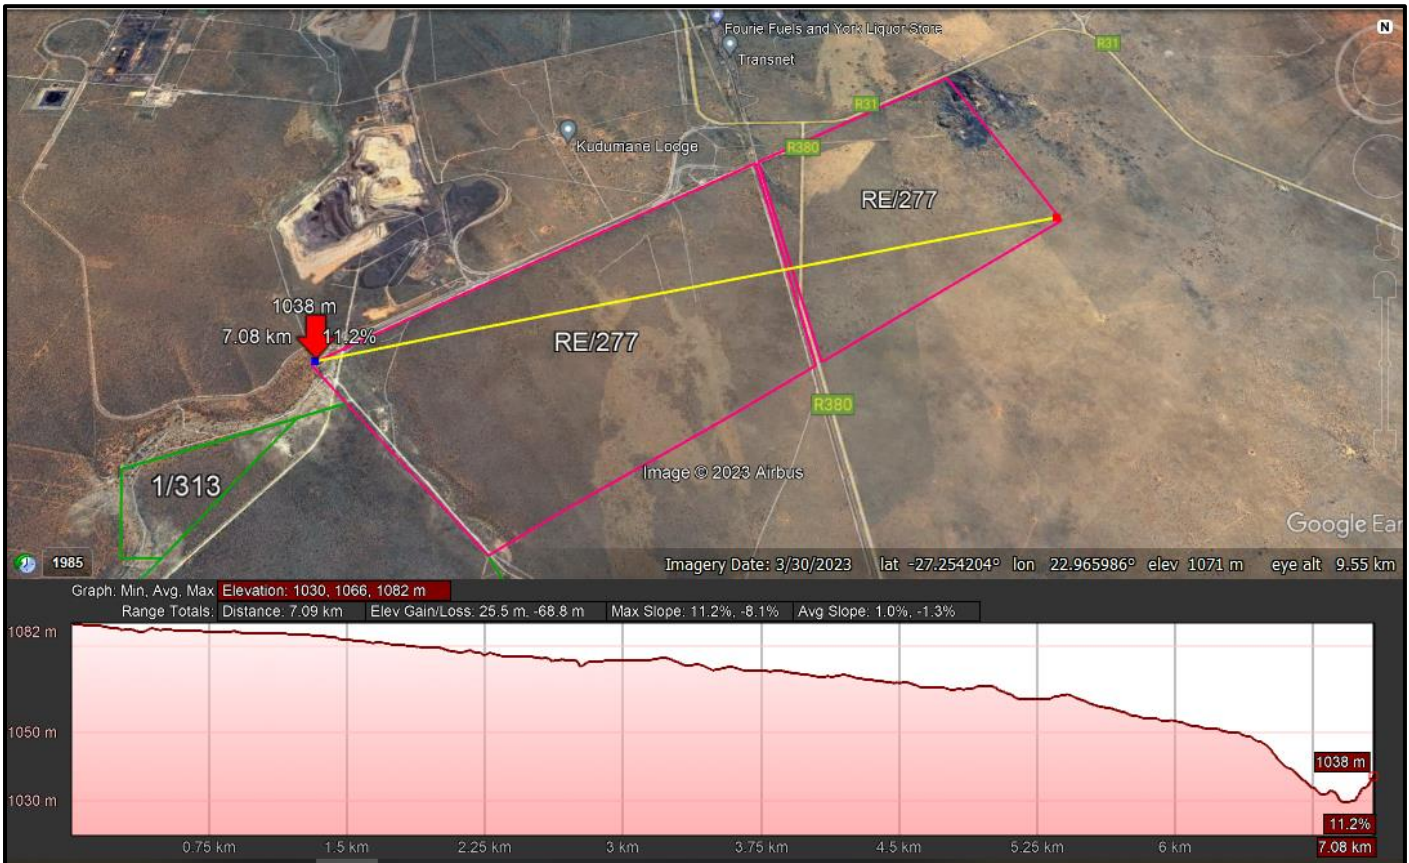 Fourie Fuels and York Liquor Store
Transnet
N
R31
R31
R380
Kudumane Lodge
RE/277
1038 m
7.08 km 11.2%
RE/277
R380
1/313
Image © 2023 Airbus
Google Ear
1985
Imagery Date: 3/30/2023 lat -27.254204° lon 22.965986° elev 1071 m eye alt 9.55 km
Graph: Min, Avg, Max Elevation: 1030, 1066, 1082 m
Range Totals: Distance: 7.09 km Elev Gain/Loss: 25.5 m, -68.8 m Max Slope: 11.2%, -8.1% Avg Slope: 1.0%, -1.3%
1082 m
1050 m
1038 m
1030 m
11.2%
0.75 km 1.5 km 2.25 km 3 km 3.75 km 4.5 km 5.25 km 6 km 7.08 km